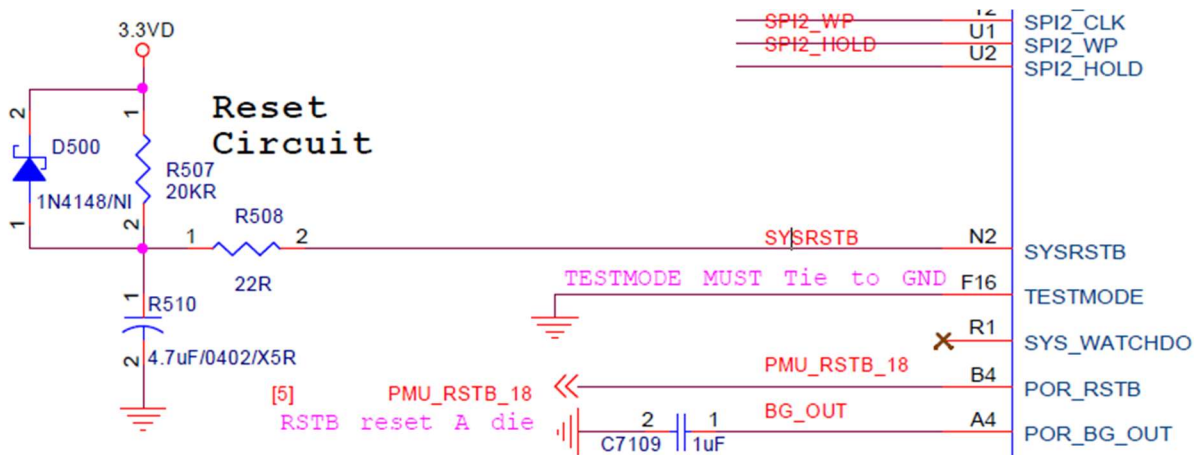 SPI2_WP
SPI2_HOLD
U1
U2
SPI2_CLK
SPI2_WP
SPI2_HOLD
3.3VD
Reset
Circuit
2
1
D500
1N4148/NI
1
R507
20KR
2
R508
1
2
22R
SYSRSTB
N2
SYSRSTB
TESTMODE MUST Tie to GND
F16
TESTMODE
1
R510
4.7uF/0402/X5R
2
R1
SYS_WATCHDO
[5]
PMU_RSTB_18
PMU_RSTB_18
B4
POR_RSTB
RSTB reset A die
2
1
C7109
1uF
BG_OUT
A4
POR_BG_OUT